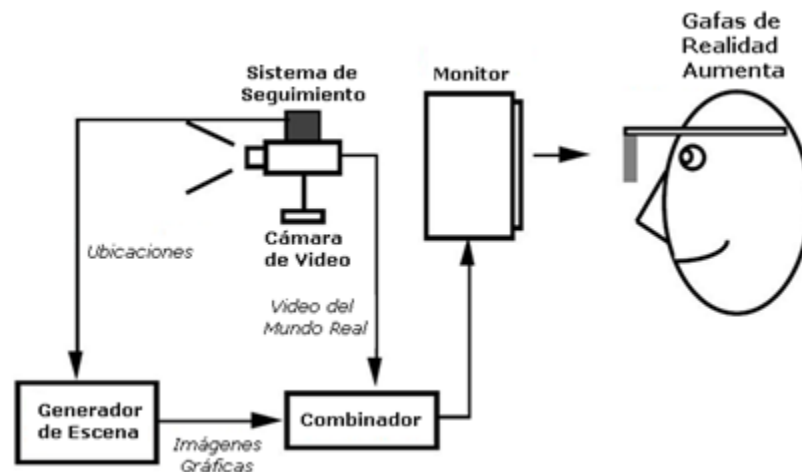 Gafas de
Realidad
Aumenta
Sistema de
Seguimiento
Monitor
Ubicaciones
Cámara
de Video
Video del
Mundo Real
Generador
de Escena
Combinador
Imágenes
Gráficas